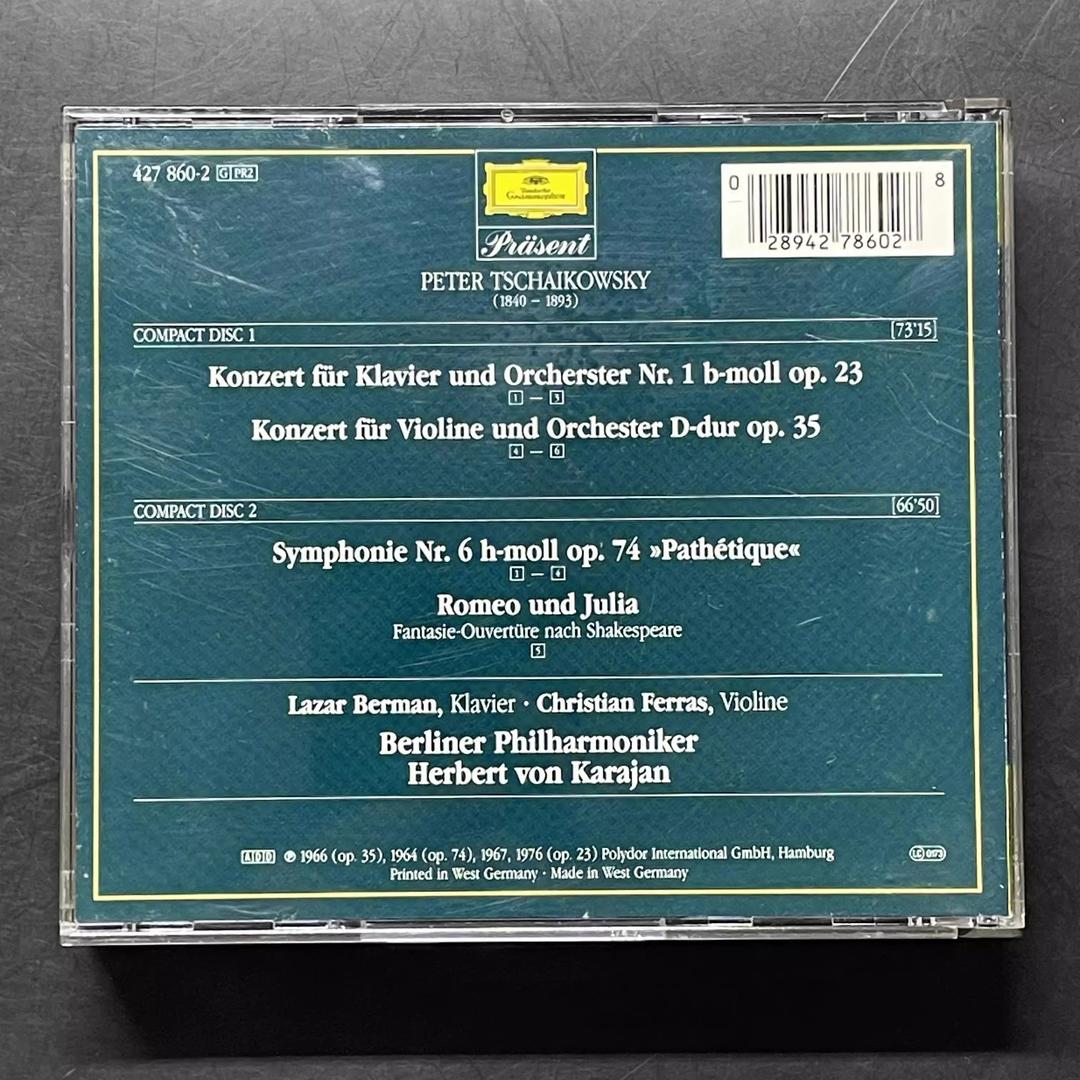 427 860-2 G PR2
Deutsche
Grammophon
Präsent
0 28942 78602 8
PETER TSCHAIKOWSKY
(1840 – 1893)
COMPACT DISC 1 [73'15]
Konzert für Klavier und Orcherster Nr. 1 b-moll op. 23
1 – 3
Konzert für Violine und Orchester D-dur op. 35
4 – 6
COMPACT DISC 2 [66'50]
Symphonie Nr. 6 h-moll op. 74 »Pathétique«
1 – 4
Romeo und Julia
Fantasie-Ouvertüre nach Shakespeare
5
Lazar Berman, Klavier · Christian Ferras, Violine
Berliner Philharmoniker
Herbert von Karajan
ADD ℗ 1966 (op. 35), 1964 (op. 74), 1967, 1976 (op. 23) Polydor International GmbH, Hamburg
LC 0173
Printed in West Germany · Made in West Germany